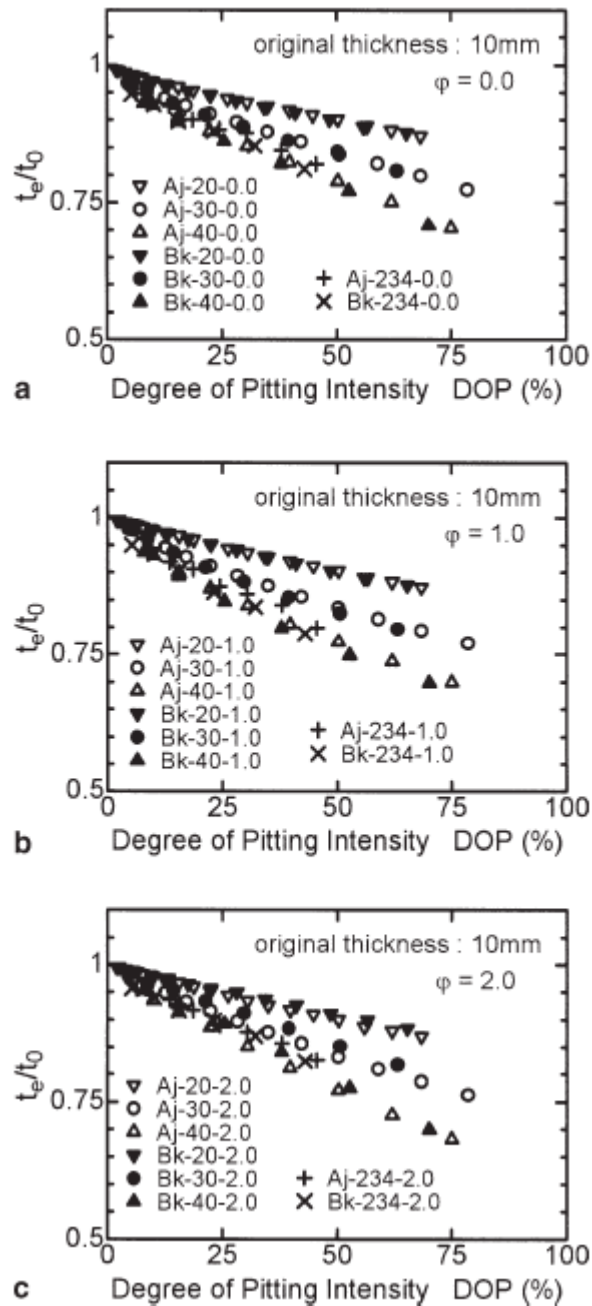 original thickness : 10mm
φ = 0.0
1
0.75
0.5
tₑ/t₀
Aj-20-0.0
Aj-30-0.0
Aj-40-0.0
Bk-20-0.0
Bk-30-0.0
Bk-40-0.0
Aj-234-0.0
Bk-234-0.0
0 25 50 75 100
a Degree of Pitting Intensity DOP (%)
original thickness : 10mm
φ = 1.0
1
0.75
0.5
tₑ/t₀
Aj-20-1.0
Aj-30-1.0
Aj-40-1.0
Bk-20-1.0
Bk-30-1.0
Bk-40-1.0
Aj-234-1.0
Bk-234-1.0
0 25 50 75 100
b Degree of Pitting Intensity DOP (%)
original thickness : 10mm
φ = 2.0
1
0.75
0.5
tₑ/t₀
Aj-20-2.0
Aj-30-2.0
Aj-40-2.0
Bk-20-2.0
Bk-30-2.0
Bk-40-2.0
Aj-234-2.0
Bk-234-2.0
0 25 50 75 100
c Degree of Pitting Intensity DOP (%)